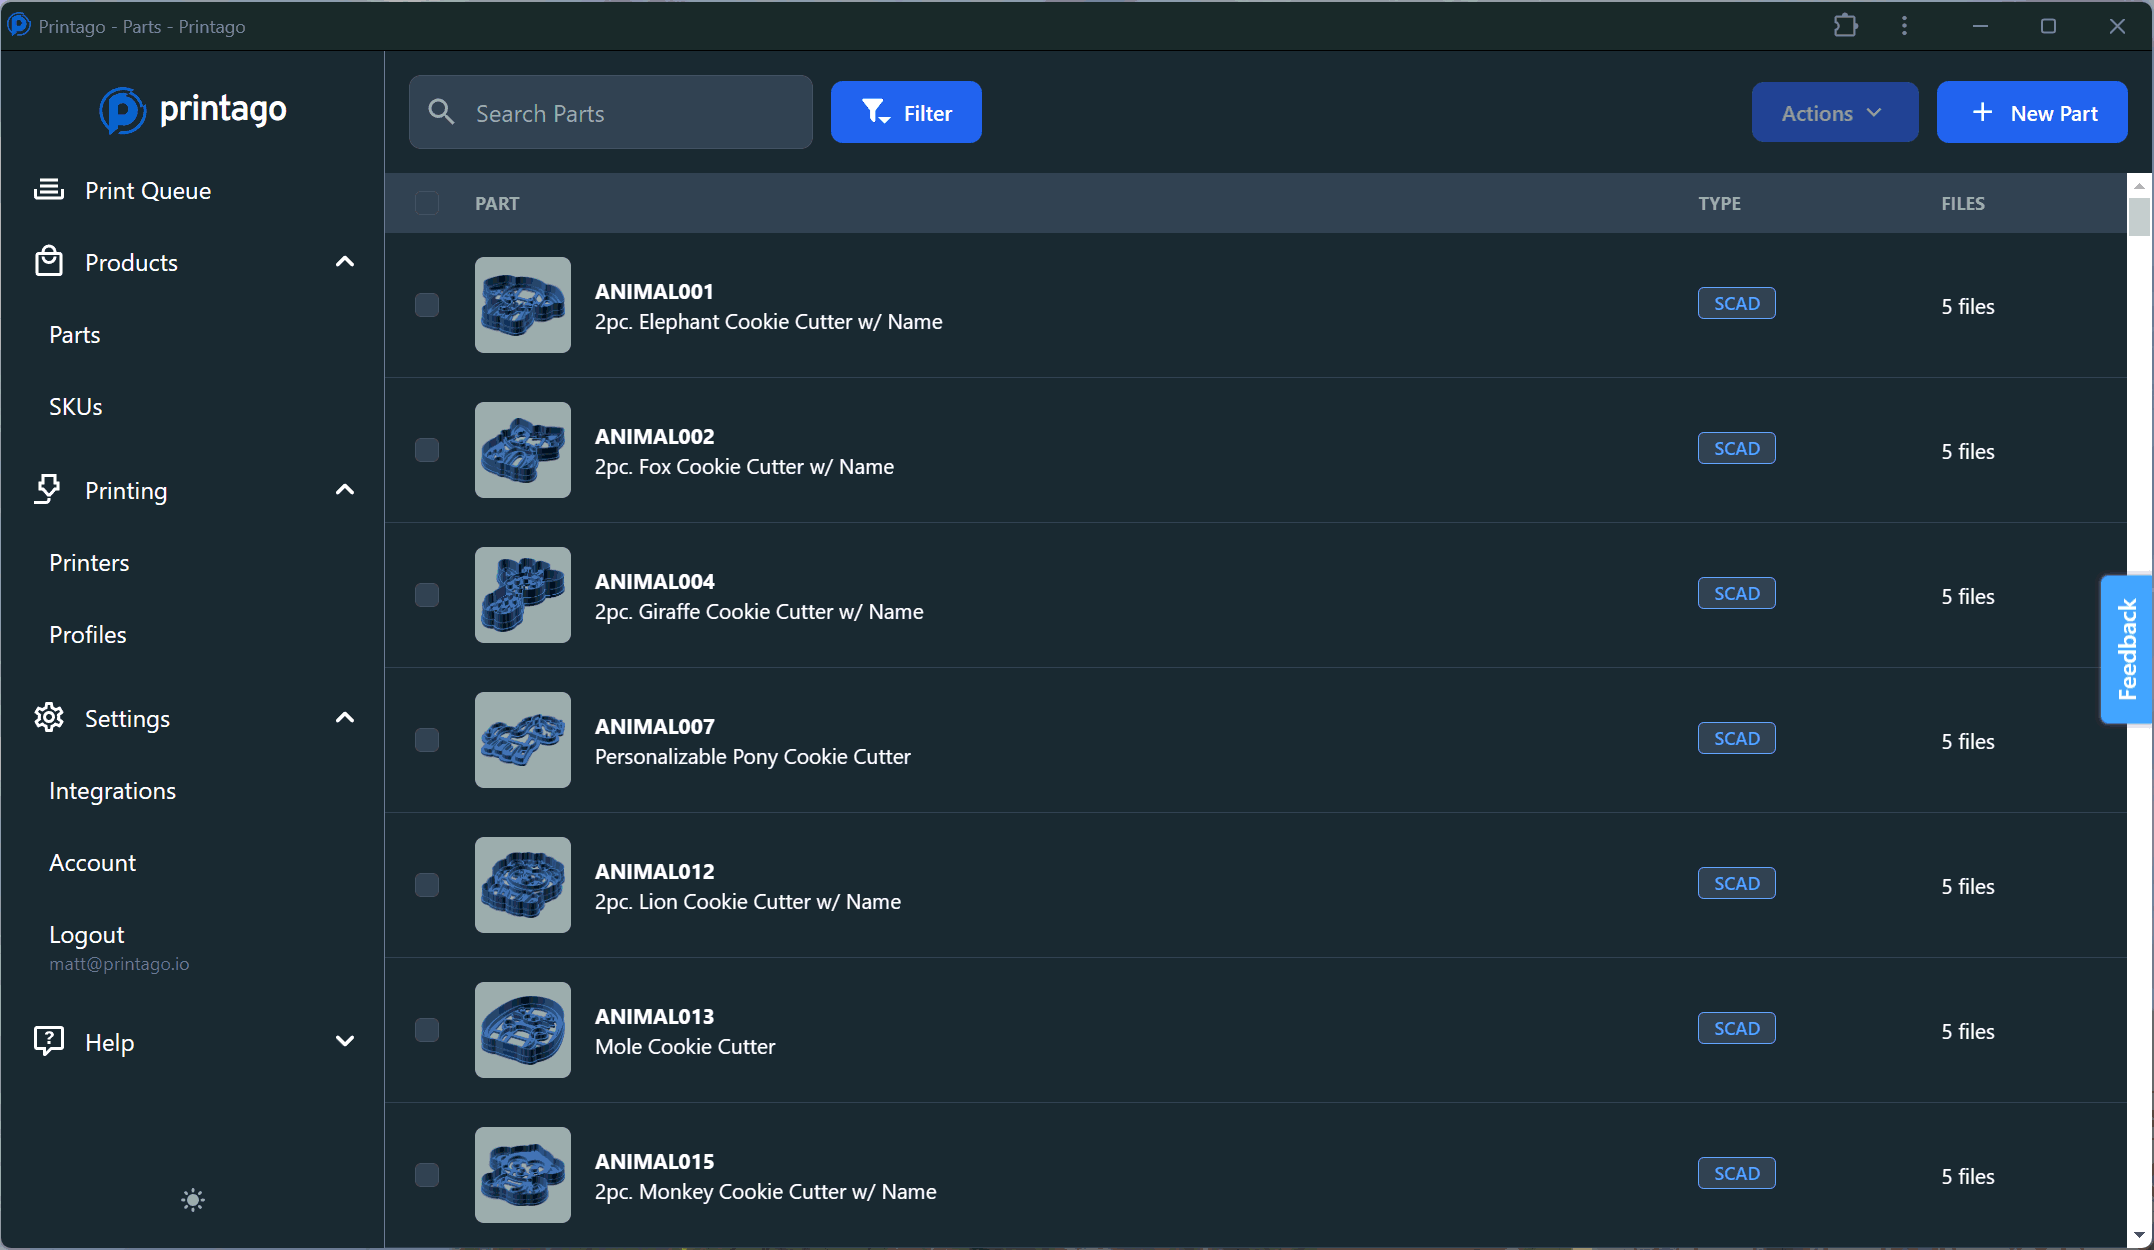 Printago - Parts - Printago
printago
Print Queue
Products
Parts
SKUs
Printing
Printers
Profiles
Settings
Integrations
Account
Logout
matt@printago.io
Help
Search Parts
Filter
Actions
New Part
PART
TYPE
FILES
ANIMAL001
2pc. Elephant Cookie Cutter w/ Name
SCAD
5 files
ANIMAL002
2pc. Fox Cookie Cutter w/ Name
SCAD
5 files
ANIMAL004
2pc. Giraffe Cookie Cutter w/ Name
SCAD
5 files
ANIMAL007
Personalizable Pony Cookie Cutter
SCAD
5 files
ANIMAL012
2pc. Lion Cookie Cutter w/ Name
SCAD
5 files
ANIMAL013
Mole Cookie Cutter
SCAD
5 files
ANIMAL015
2pc. Monkey Cookie Cutter w/ Name
SCAD
5 files
Feedback